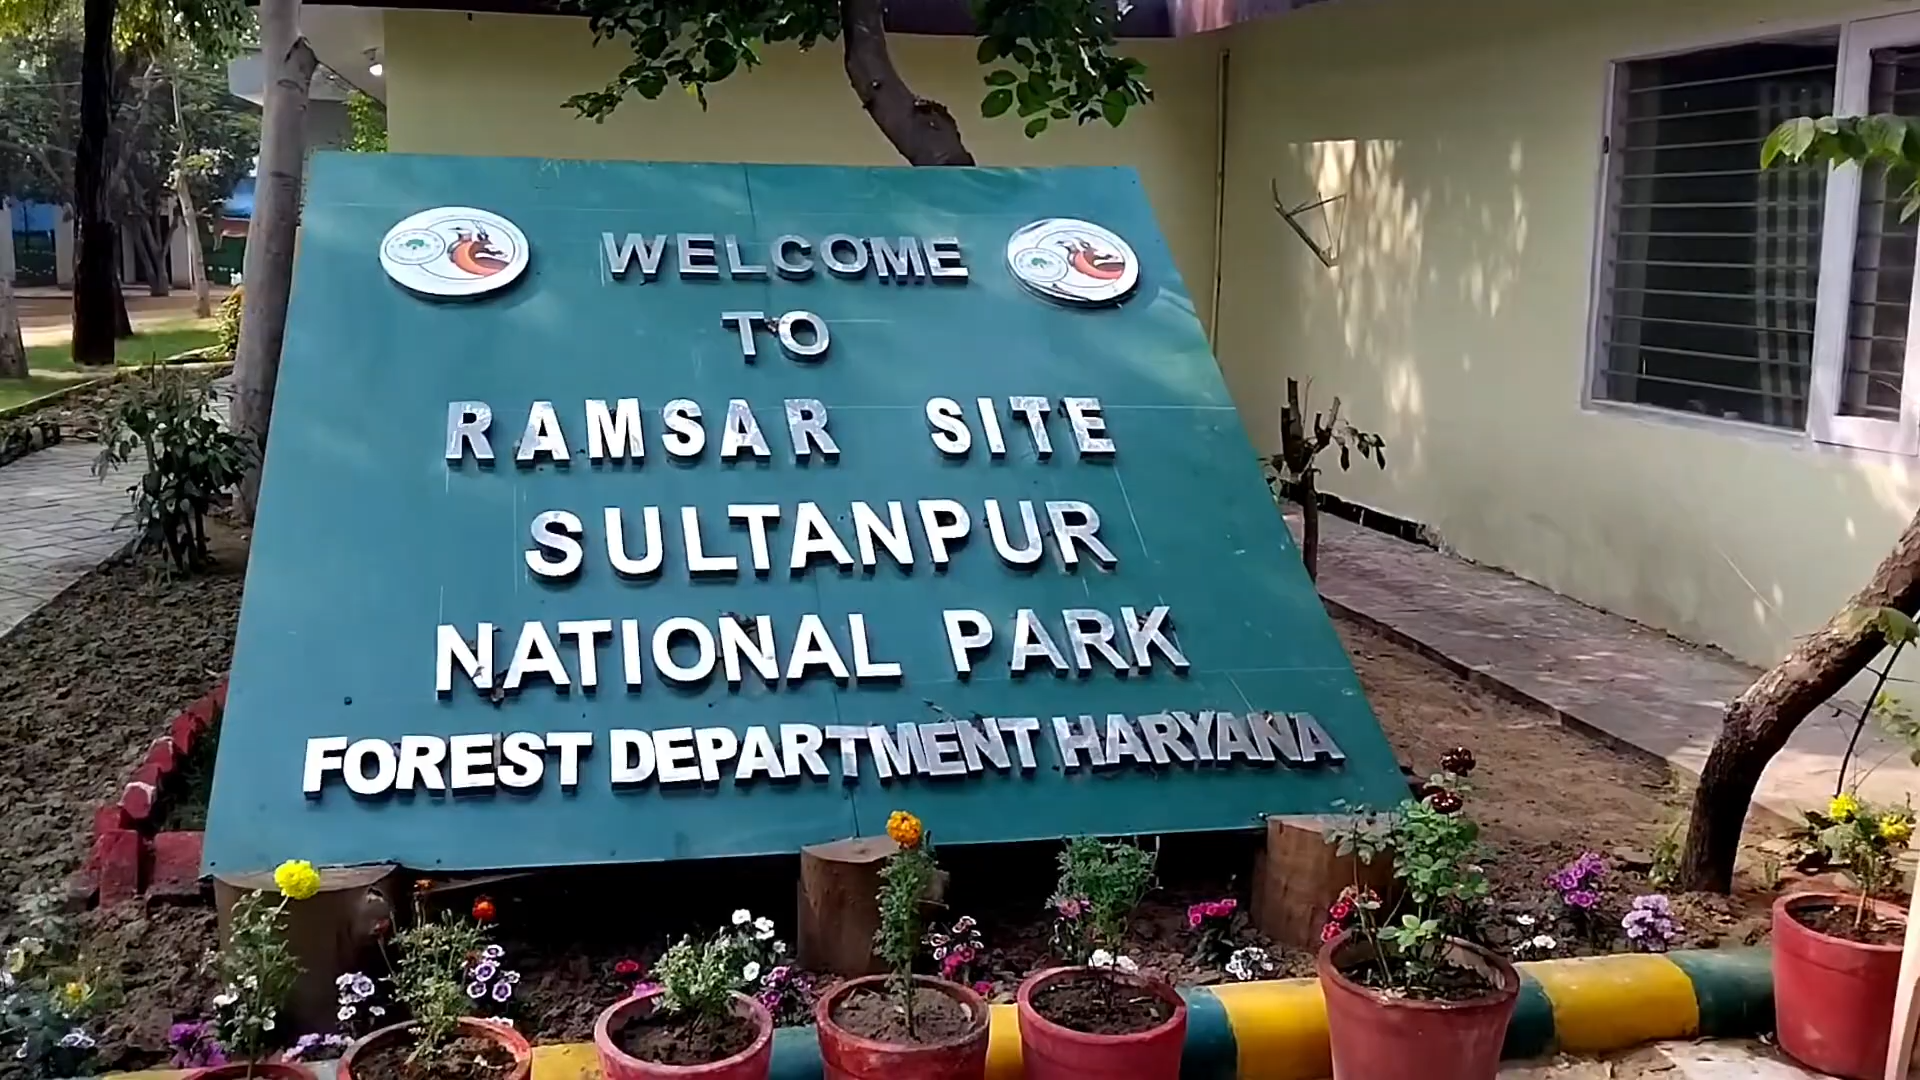 WELCOME
TO
RAMSAR SITE
SULTANPUR
NATIONAL PARK
FOREST DEPARTMENT HARYANA